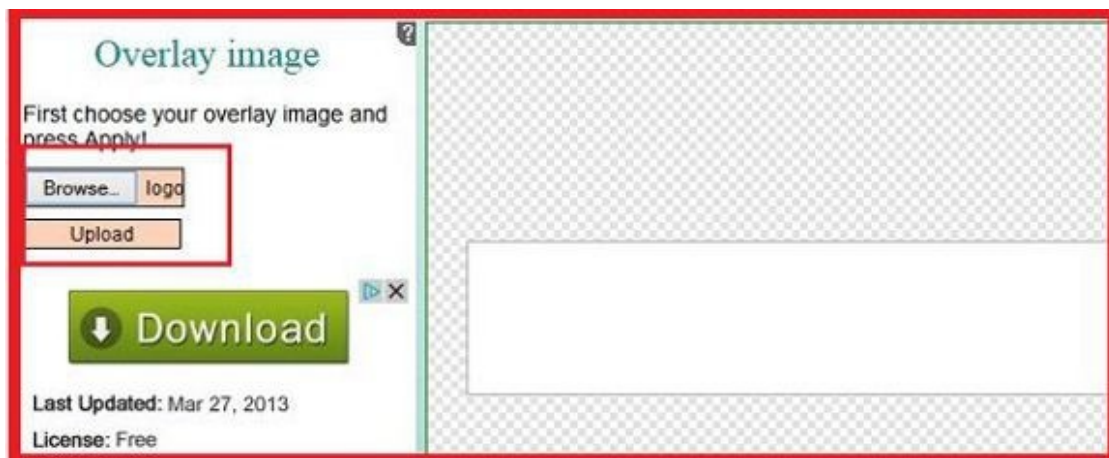 Overlay image
?
First choose your overlay image and
press Apply!
Browse... logo
Upload
Download
Last Updated: Mar 27, 2013
License: Free